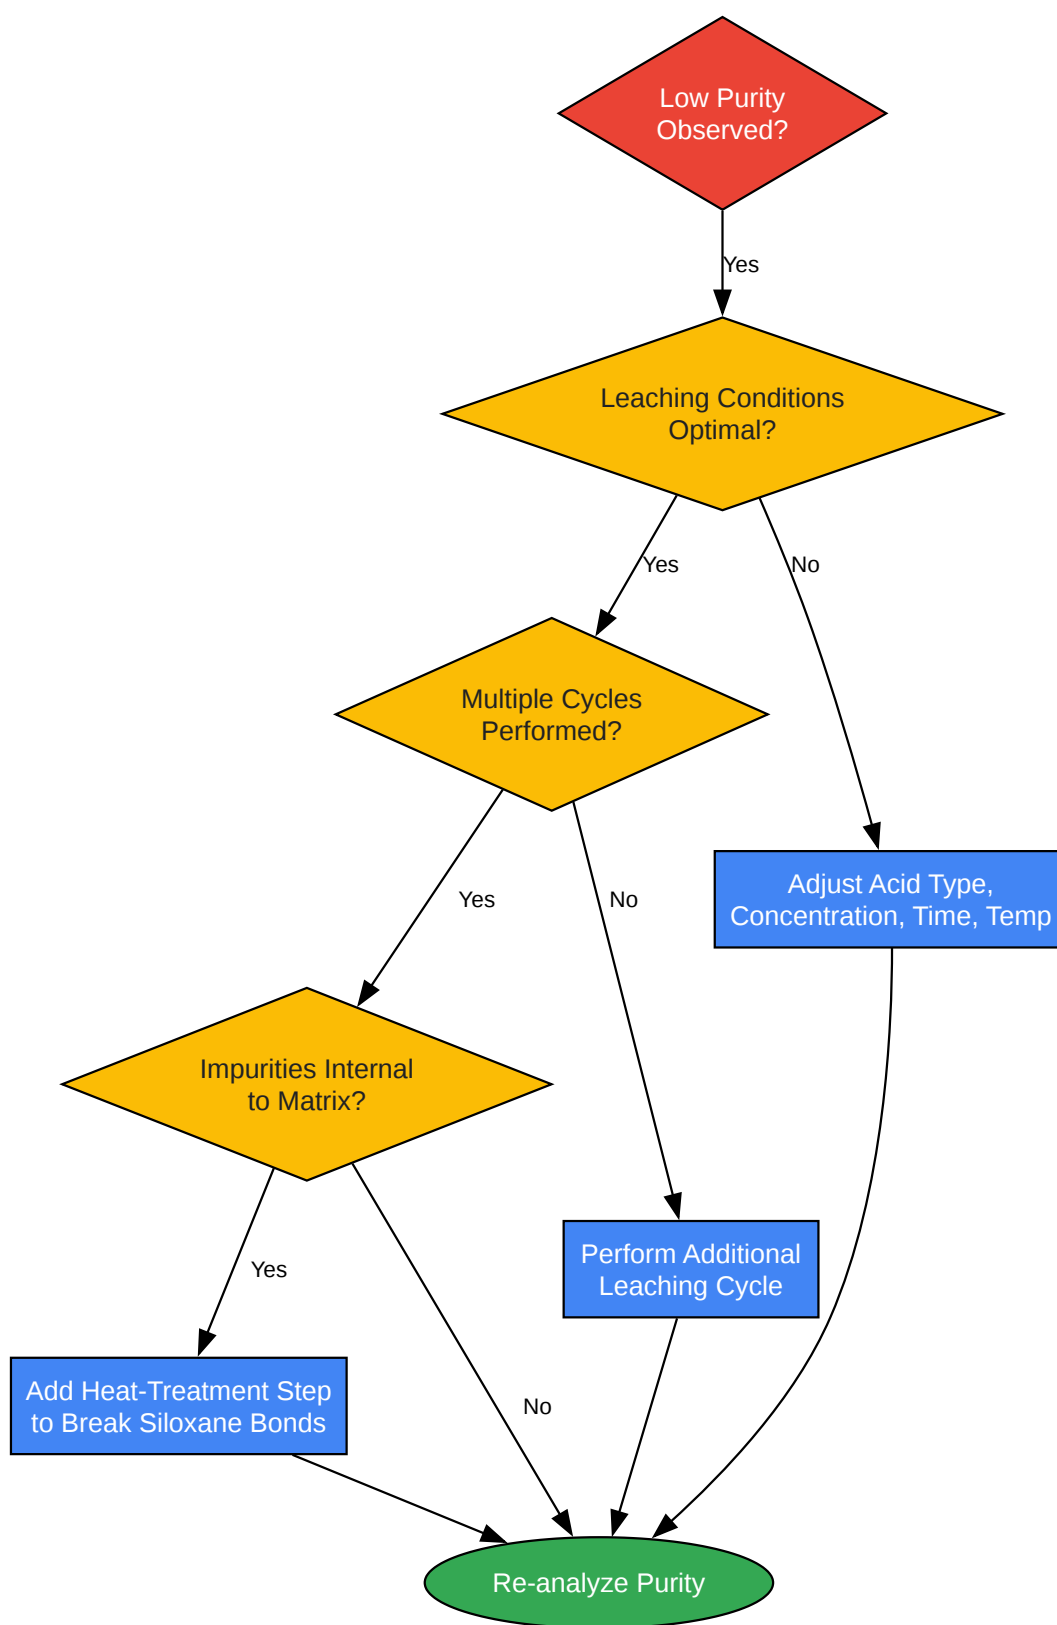 Low Purity
Observed?
Yes
Leaching Conditions
Optimal?
Yes
No
Multiple Cycles
Performed?
Adjust Acid Type,
Concentration, Time, Temp
Yes
No
Impurities Internal
to Matrix?
Perform Additional
Leaching Cycle
Yes
Add Heat-Treatment Step
to Break Siloxane Bonds
No
Re-analyze Purity